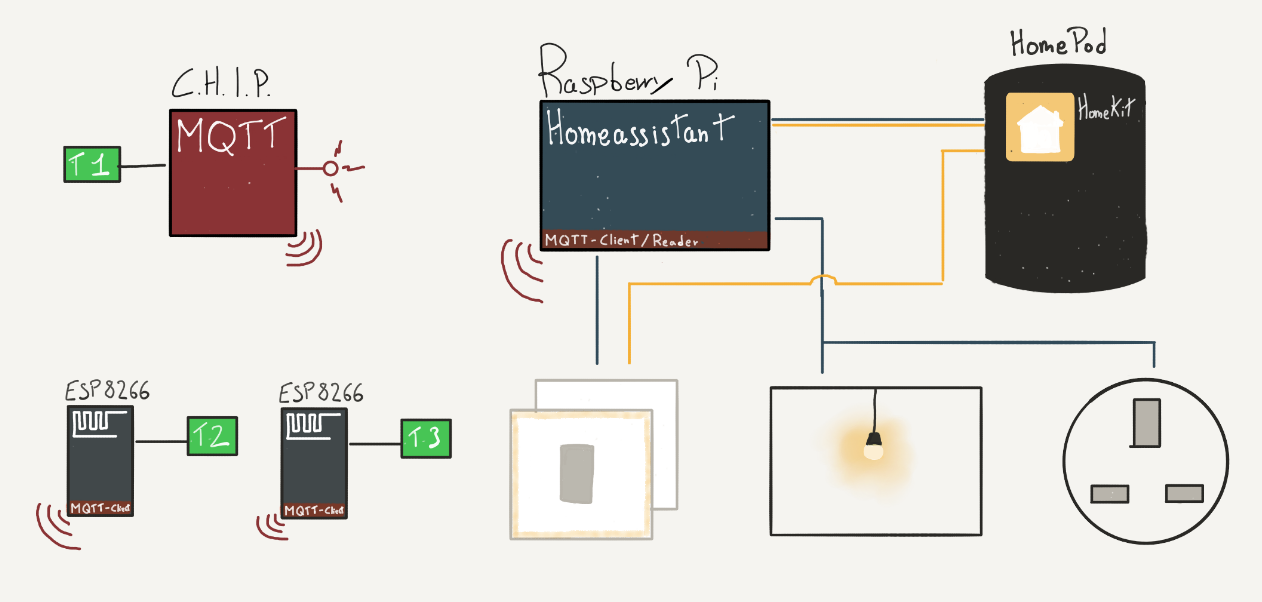 C.H.I.P.
MQTT
T1
Raspberry Pi
Homeassistant
MQTT-Client/Reader
HomePod
HomeKit
ESP8266
T2
MQTT-Client
ESP8266
T3
MQTT-Client